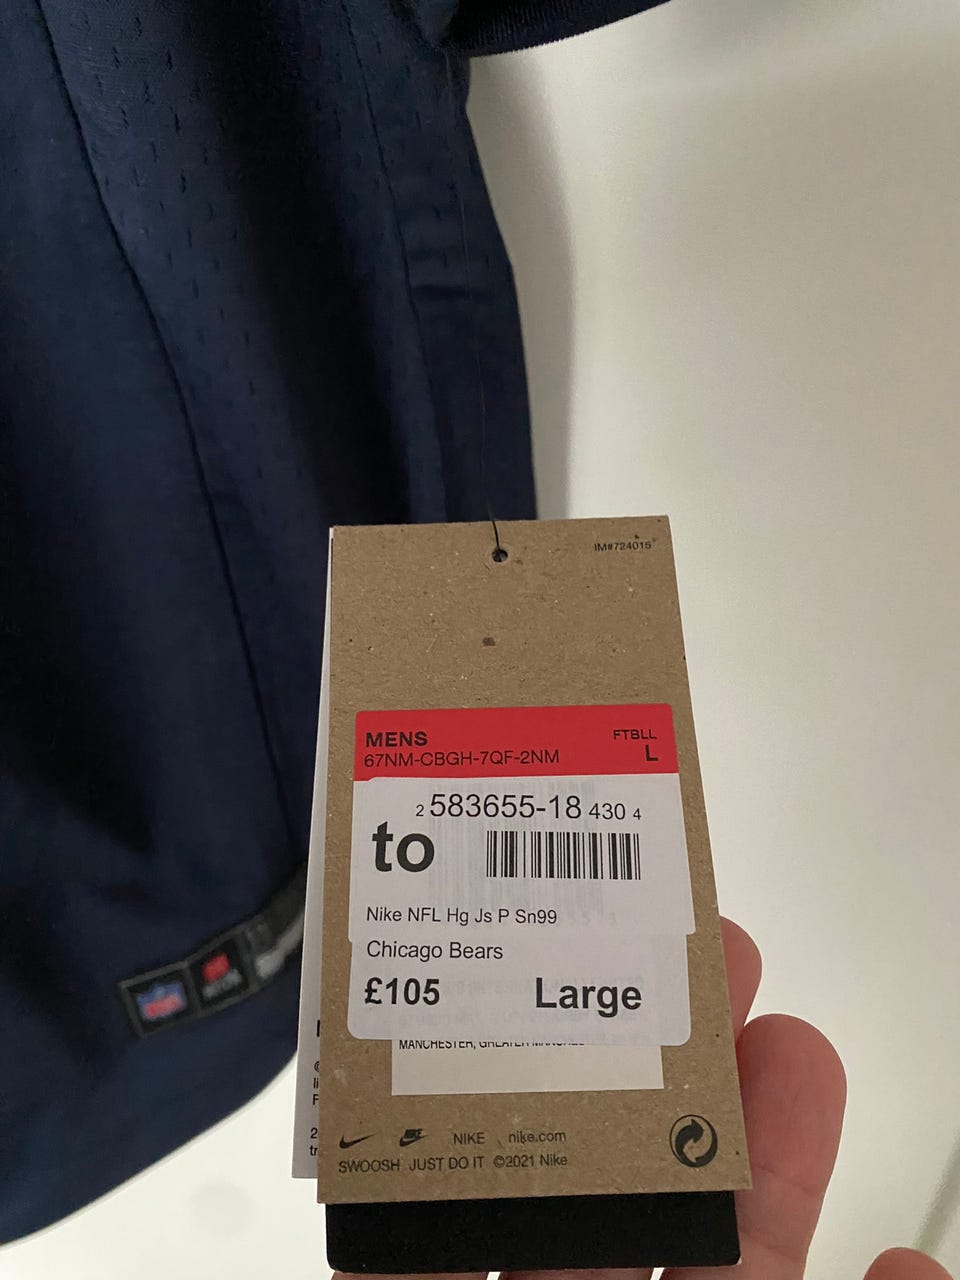 IM#724015
MENS
FTBLL
67NM-CBGH-7QF-2NM
L
2 583655-18 430 4
to
Nike NFL Hg Js P Sn99
Chicago Bears
£105 Large
MANCHESTER, GREATER
NIKE nike.com
SWOOSH JUST DO IT ©2021 Nike